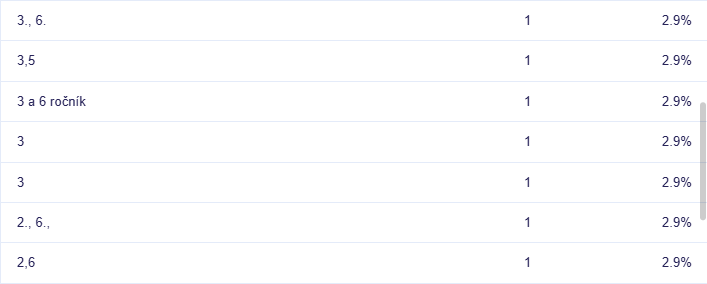 3., 6. 1 2.9%
3,5 1 2.9%
3 a 6 ročník 1 2.9%
3 1 2.9%
3 1 2.9%
2., 6., 1 2.9%
2,6 1 2.9%